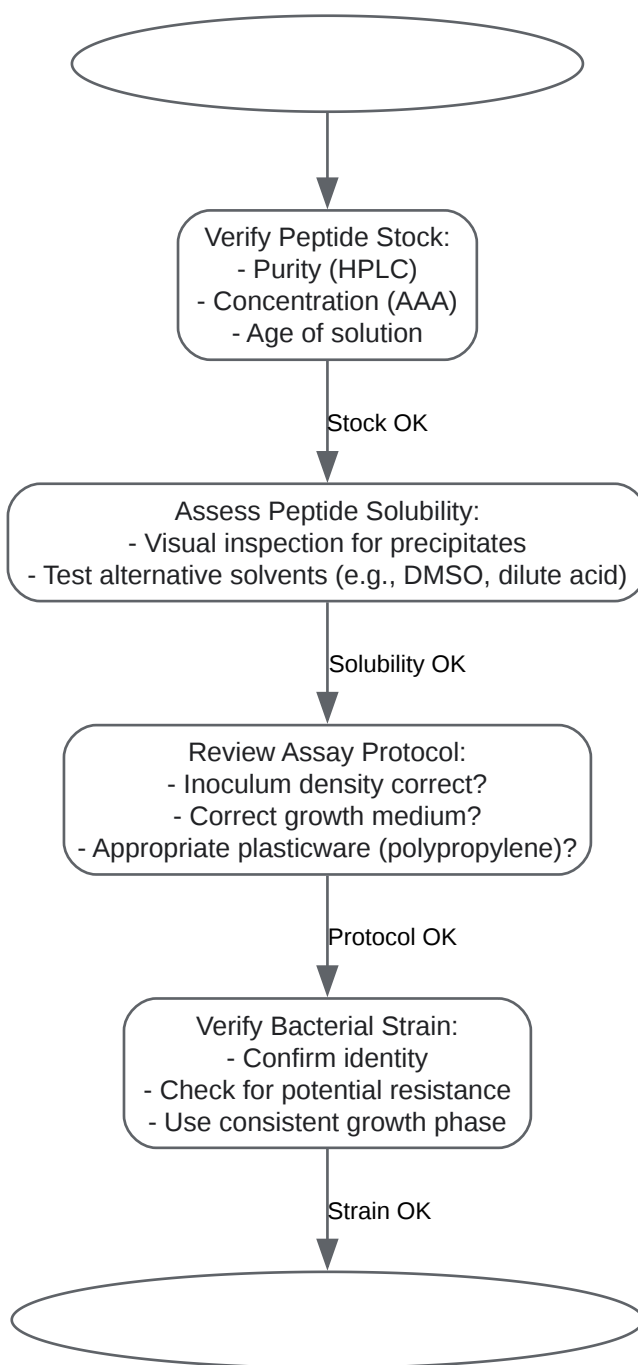 Verify Peptide Stock:
- Purity (HPLC)
- Concentration (AAA)
- Age of solution
Stock OK
Assess Peptide Solubility:
- Visual inspection for precipitates
- Test alternative solvents (e.g., DMSO, dilute acid)
Solubility OK
Review Assay Protocol:
- Inoculum density correct?
- Correct growth medium?
- Appropriate plasticware (polypropylene)?
Protocol OK
Verify Bacterial Strain:
- Confirm identity
- Check for potential resistance
- Use consistent growth phase
Strain OK